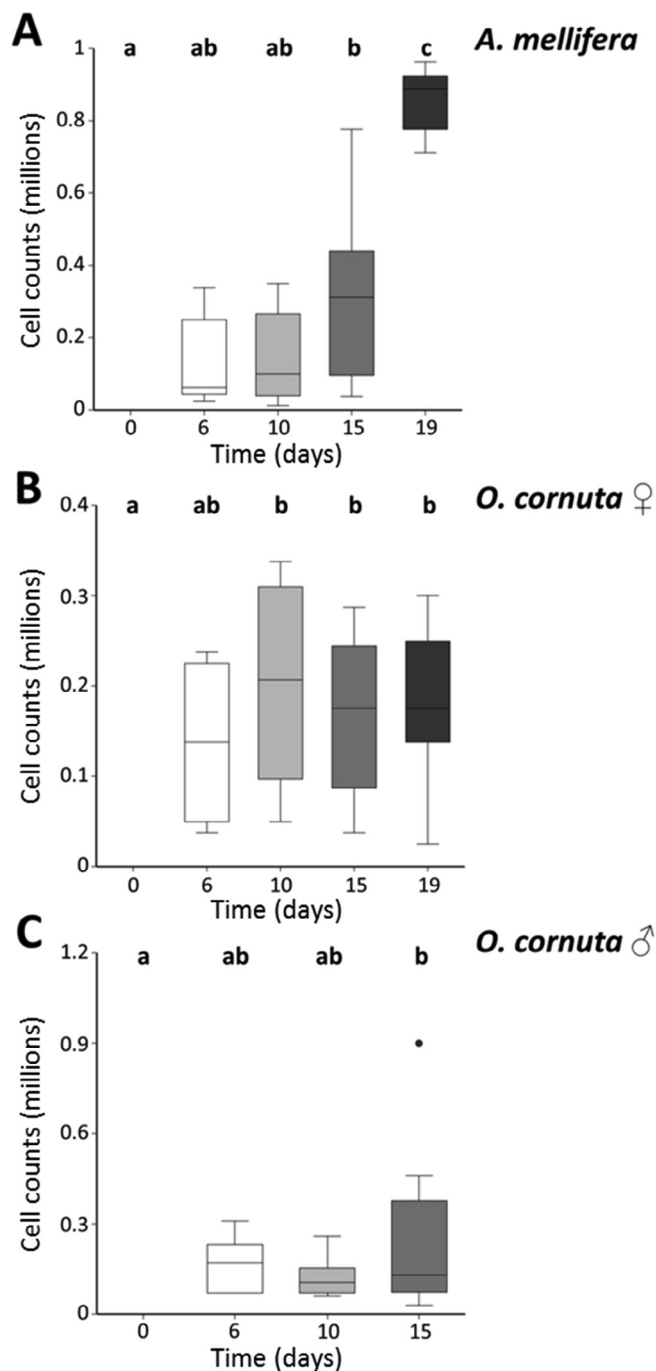 A
A. mellifera
a ab ab b c
1
0.8
0.6
0.4
0.2
0
Cell counts (millions)
0 6 10 15 19
Time (days)
B
O. cornuta ♀
a ab b b b
0.4
0.3
0.2
0.1
0
Cell counts (millions)
0 6 10 15 19
Time (days)
C
O. cornuta ♂
a ab ab b
1.2
0.9
0.6
0.3
0
Cell counts (millions)
0 6 10 15
Time (days)